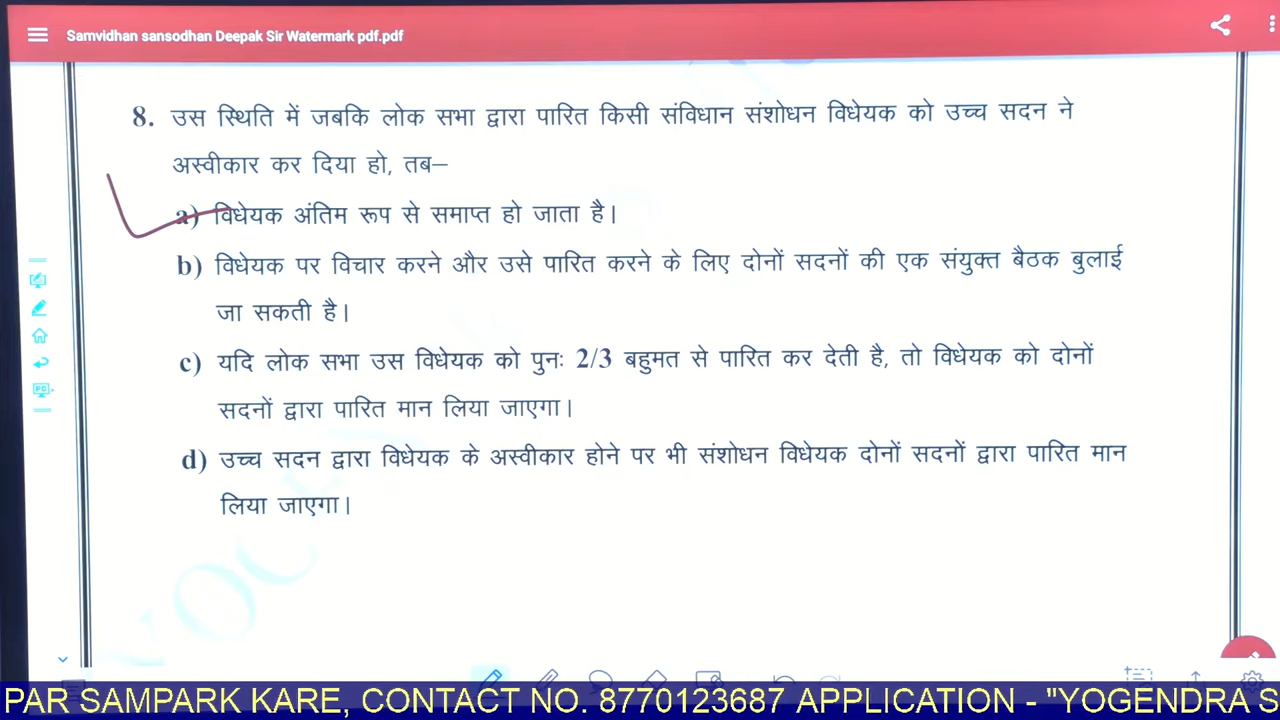 Samvidhan sansodhan Deepak Sir Watermark pdf.pdf
8. उस स्थिति में जबकि लोक सभा द्वारा पारित किसी संविधान संशोधन विधेयक को उच्च सदन ने
अस्वीकार कर दिया हो, तब–
a) विधेयक अंतिम रूप से समाप्त हो जाता है।
b) विधेयक पर विचार करने और उसे पारित करने के लिए दोनों सदनों की एक संयुक्त बैठक बुलाई
जा सकती है।
c) यदि लोक सभा उस विधेयक को पुनः 2/3 बहुमत से पारित कर देती है, तो विधेयक को दोनों
सदनों द्वारा पारित मान लिया जाएगा।
d) उच्च सदन द्वारा विधेयक के अस्वीकार होने पर भी संशोधन विधेयक दोनों सदनों द्वारा पारित मान
लिया जाएगा।
PAR SAMPARK KARE, CONTACT NO. 8770123687 APPLICATION - "YOGENDRA S